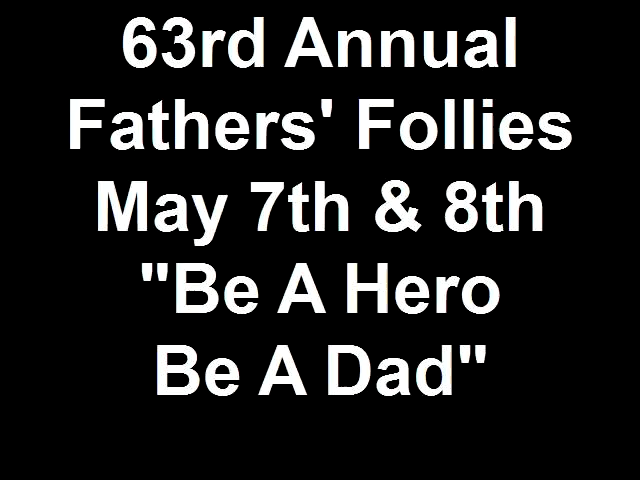 63rd Annual
Fathers' Follies
May 7th & 8th
"Be A Hero
Be A Dad"